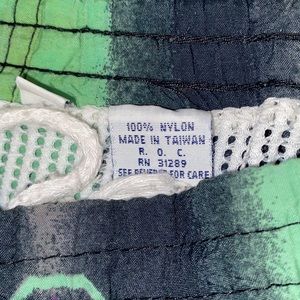 100% NYLON
MADE IN TAIWAN
R. O. C.
RN 31289
SEE REVERSE FOR CARE